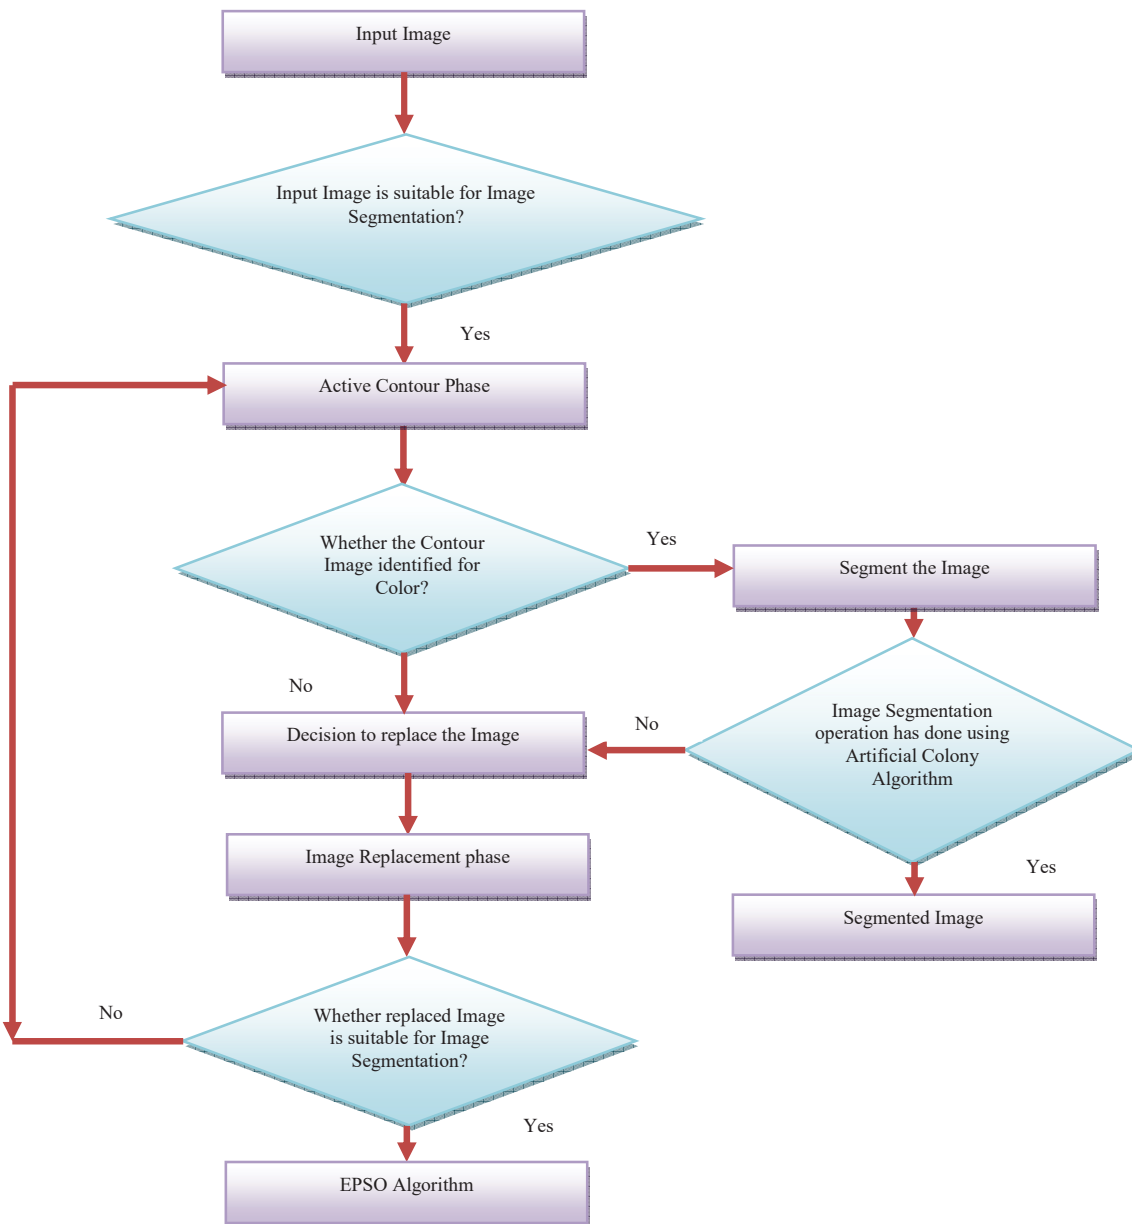 Input Image
Input Image is suitable for Image
Segmentation?
Yes
Active Contour Phase
Whether the Contour
Image identified for
Color?
Yes
Segment the Image
No
Decision to replace the Image
No
Image Segmentation
operation has done using
Artificial Colony
Algorithm
Image Replacement phase
Yes
Segmented Image
No
Whether replaced Image
is suitable for Image
Segmentation?
Yes
EPSO Algorithm